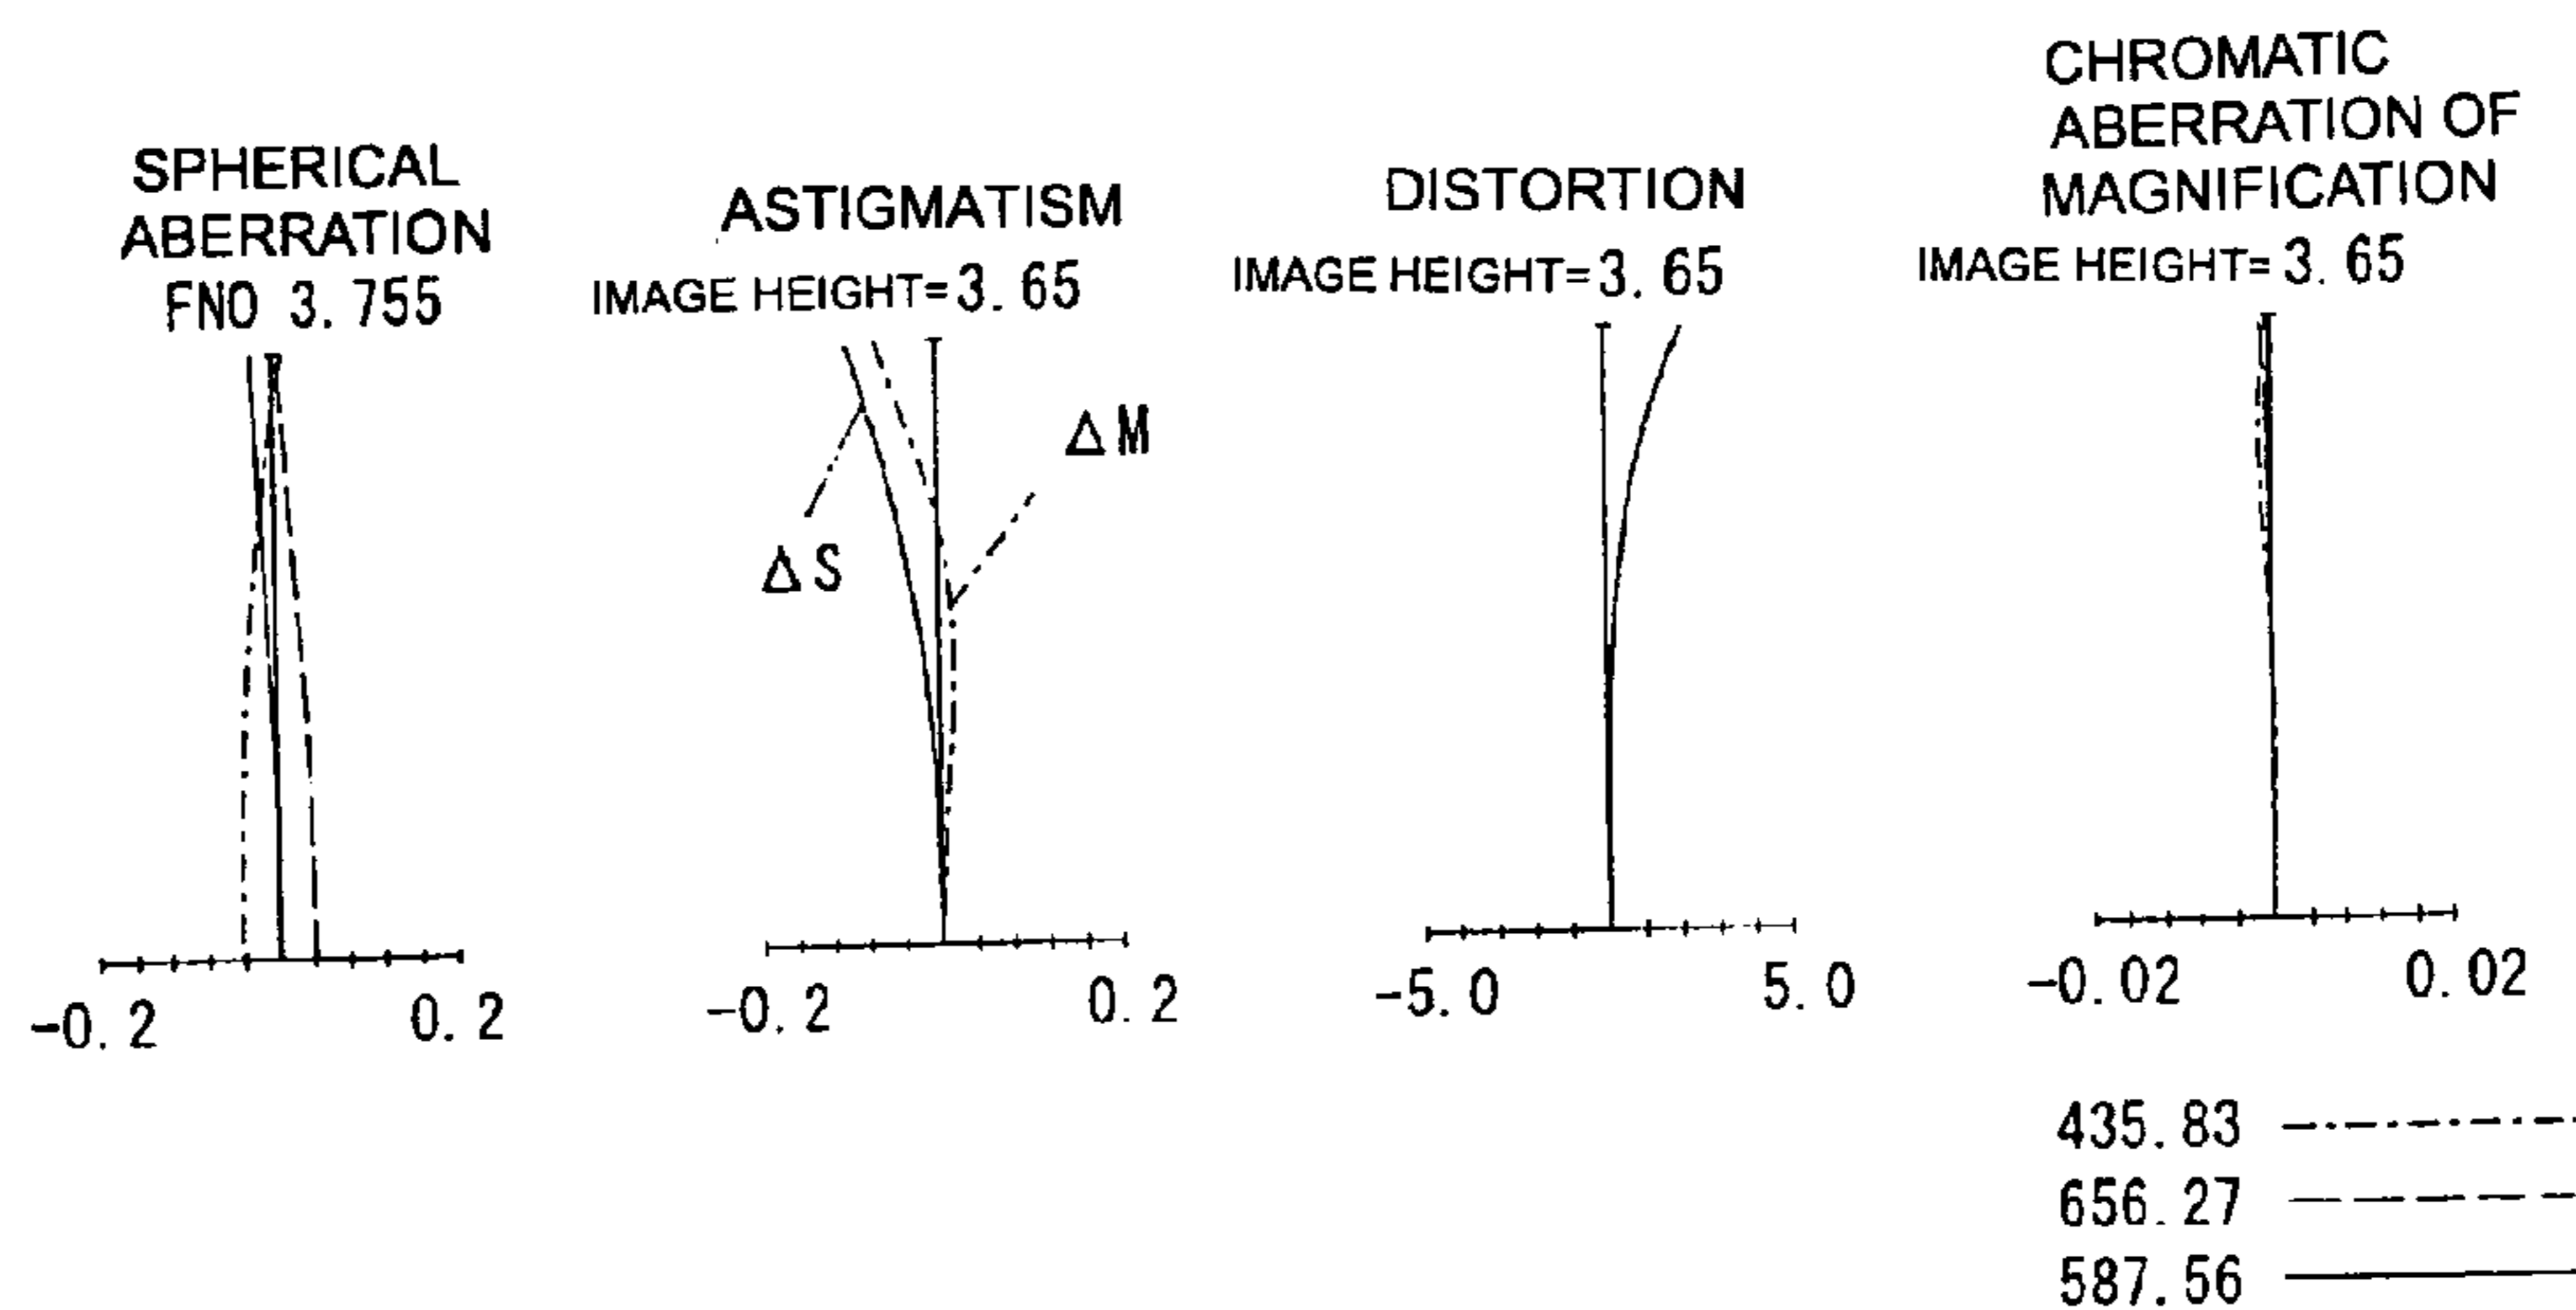 SPHERICAL
ABERRATION
FNO 3.755
-0.2
0.2
ASTIGMATISM
IMAGE HEIGHT=3.65
ΔS
ΔM
-0.2
0.2
DISTORTION
IMAGE HEIGHT=3.65
-5.0
5.0
CHROMATIC
ABERRATION OF
MAGNIFICATION
IMAGE HEIGHT=3.65
-0.02
0.02
435.83
656.27
587.56